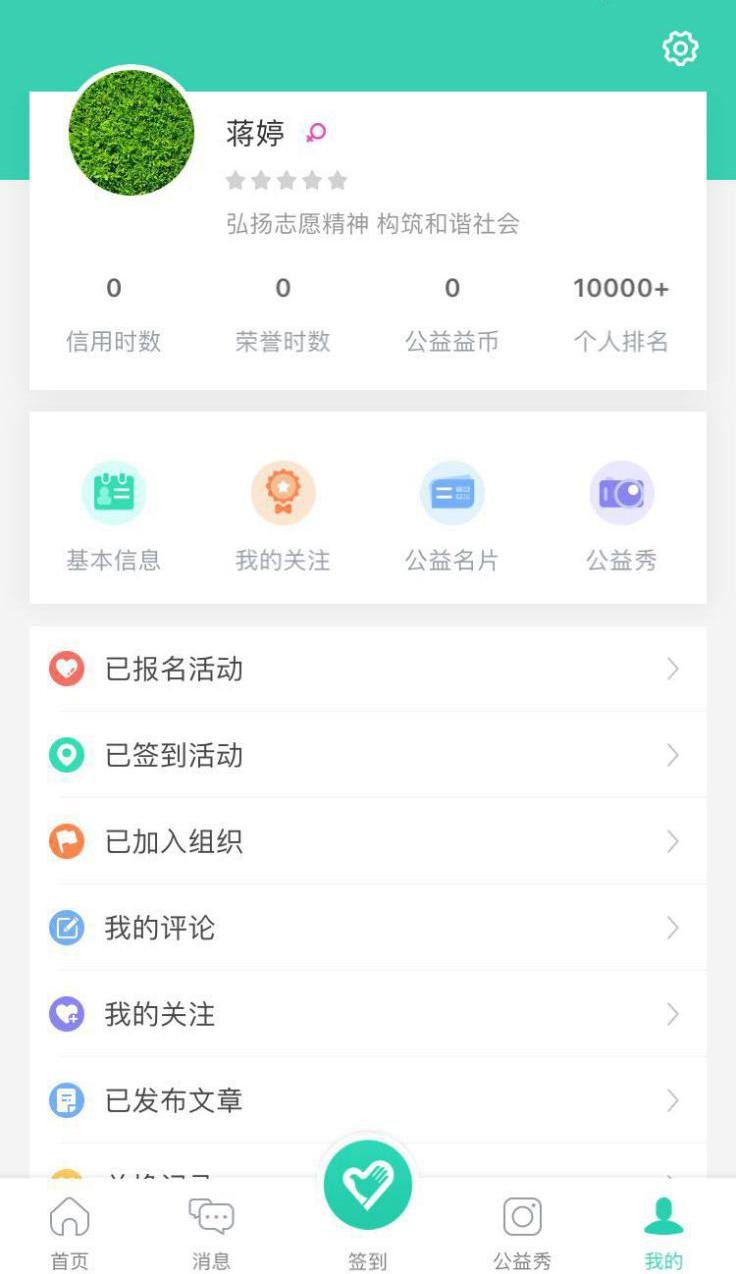 蒋婷
弘扬志愿精神 构筑和谐社会
0 0 0 10000+
信用时数 荣誉时数 公益益币 个人排名
基本信息 我的关注 公益名片 公益秀
已报名活动
已签到活动
已加入组织
我的评论
我的关注
已发布文章
首页 消息 签到 公益秀 我的